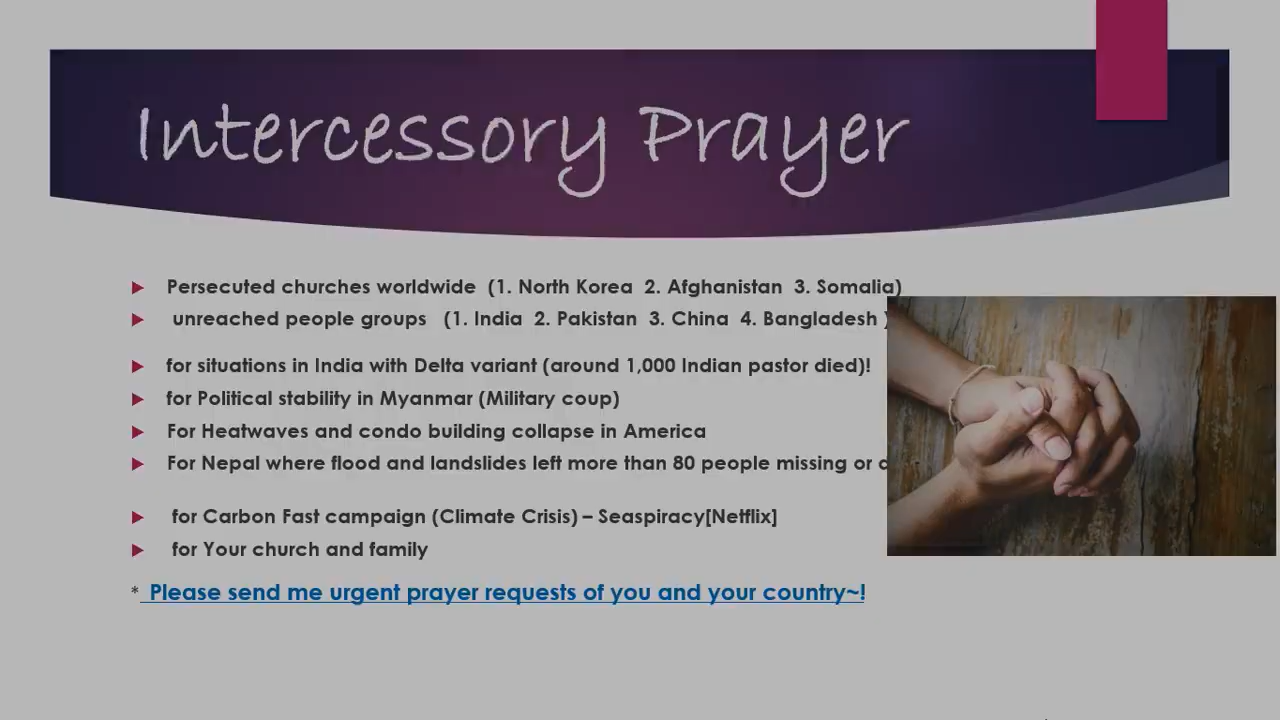 Intercessory Prayer
Persecuted churches worldwide (1. North Korea 2. Afghanistan 3. Somalia)
unreached people groups (1. India 2. Pakistan 3. China 4. Bangladesh )
for situations in India with Delta variant (around 1,000 Indian pastor died)!
for Political stability in Myanmar (Military coup)
For Heatwaves and condo building collapse in America
For Nepal where flood and landslides left more than 80 people missing or
for Carbon Fast campaign (Climate Crisis) – Seaspiracy[Netflix]
for Your church and family
* Please send me urgent prayer requests of you and your country~!